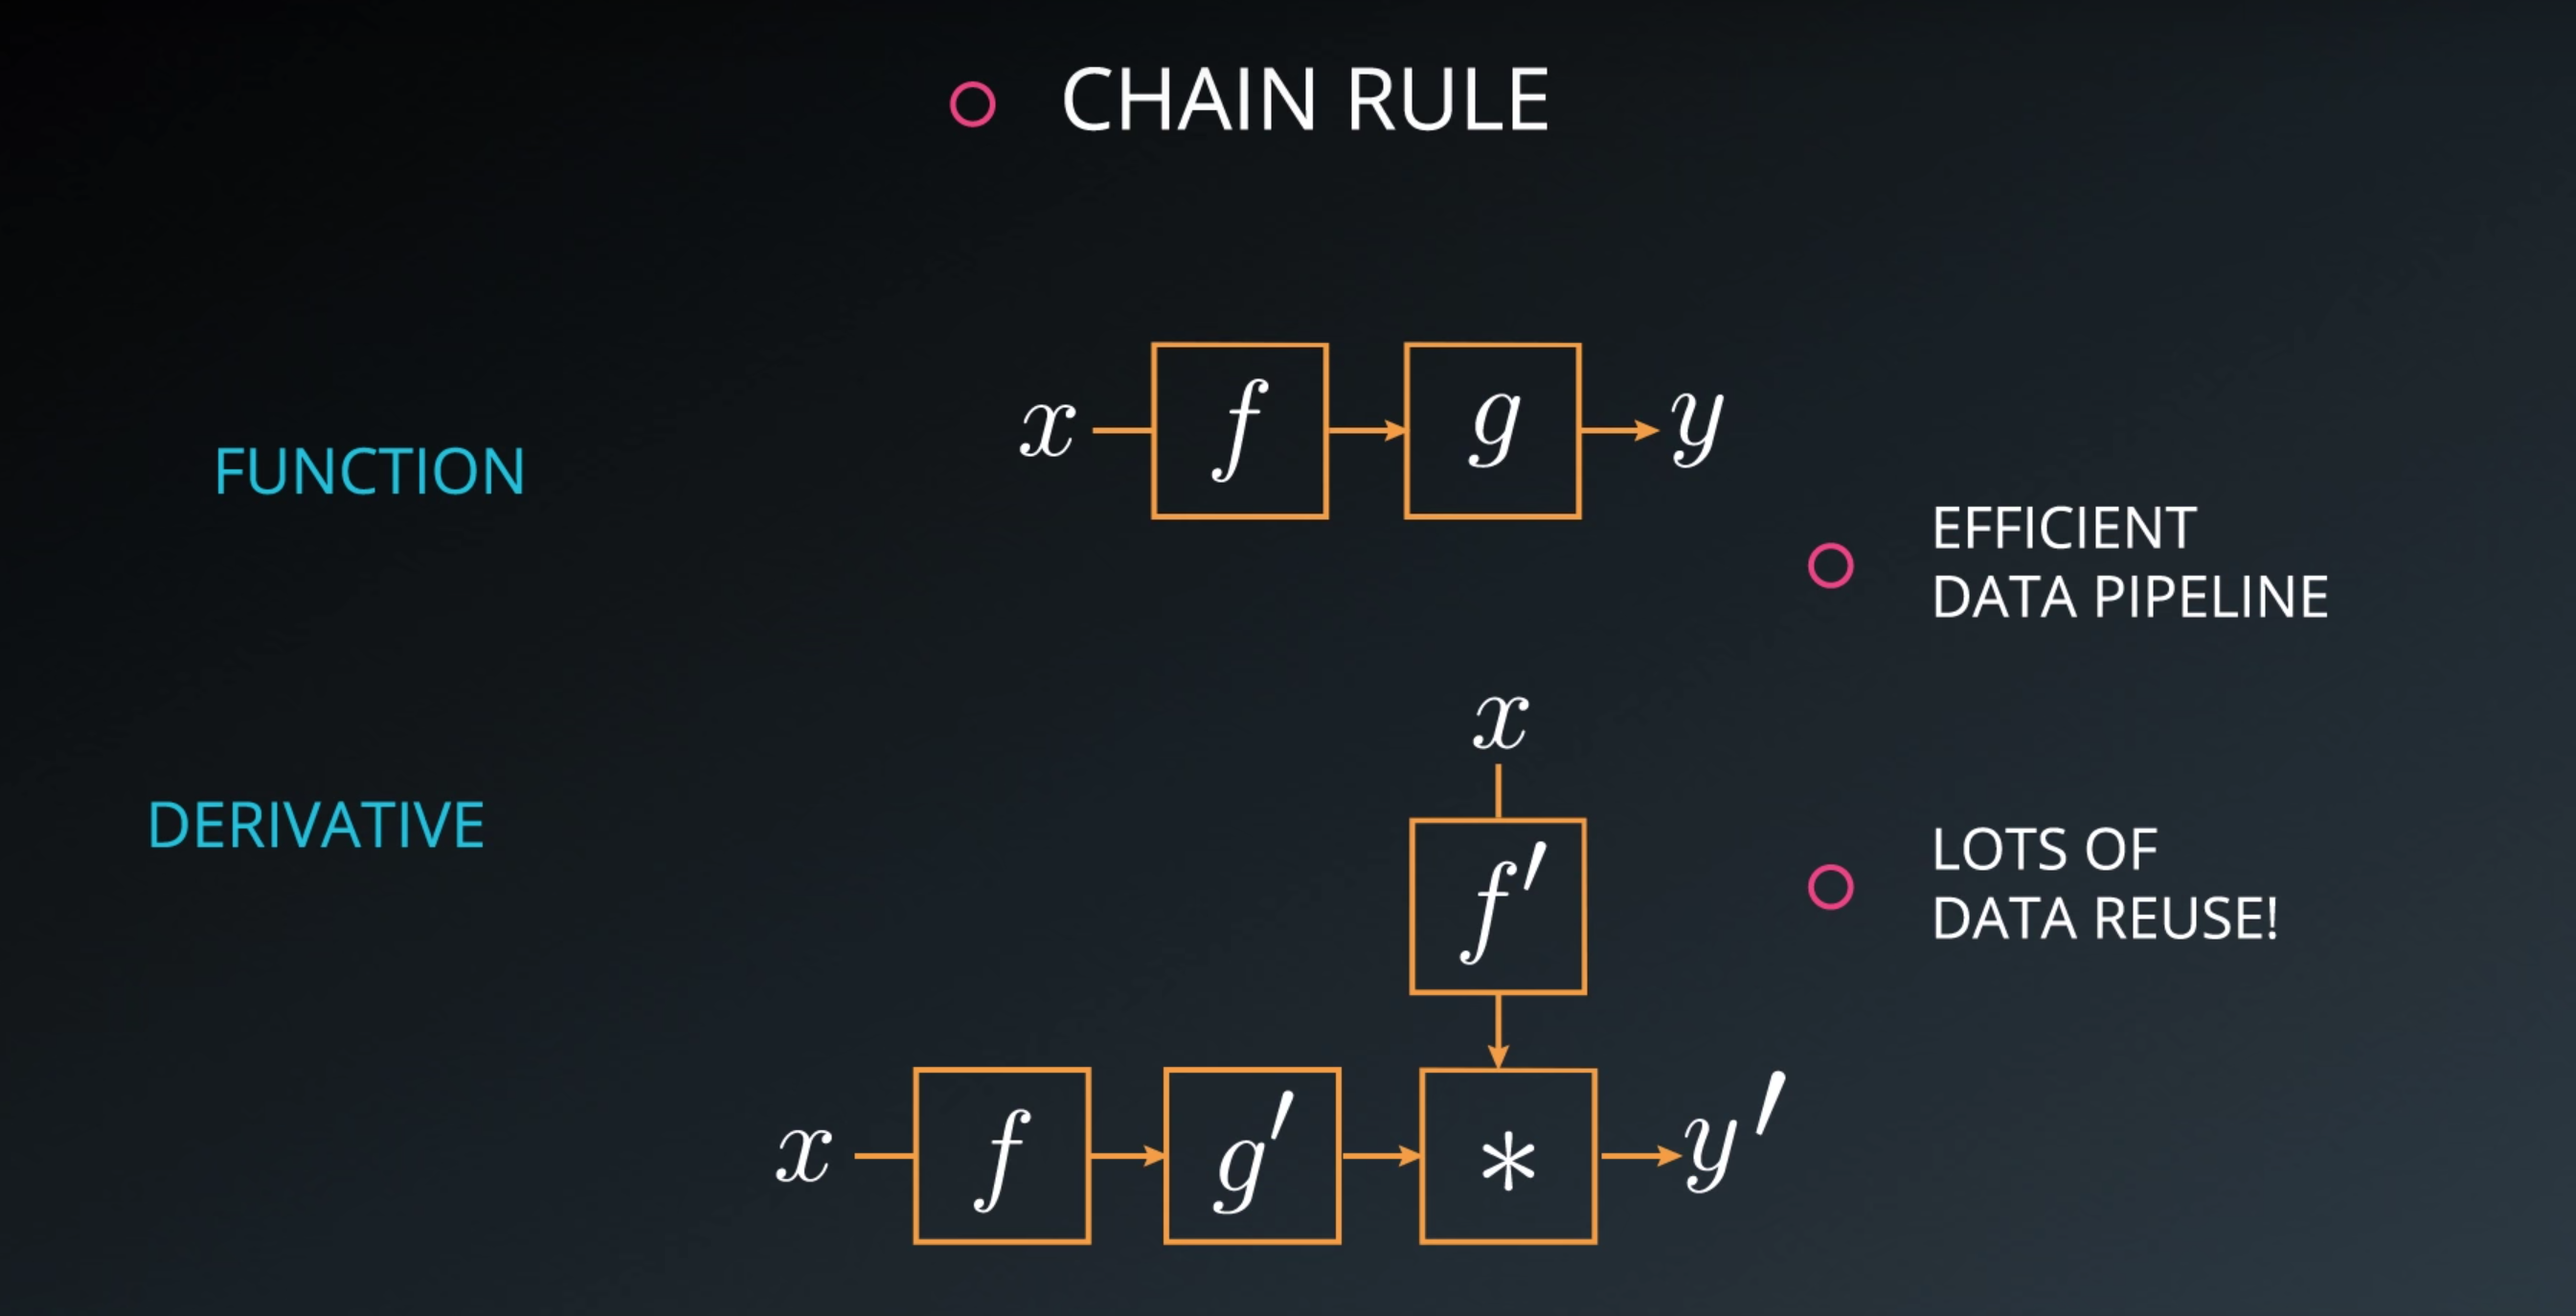 CHAIN RULE
x f g y
FUNCTION
EFFICIENT
DATA PIPELINE
x
DERIVATIVE
f′
LOTS OF
DATA REUSE!
x f g′ * y′